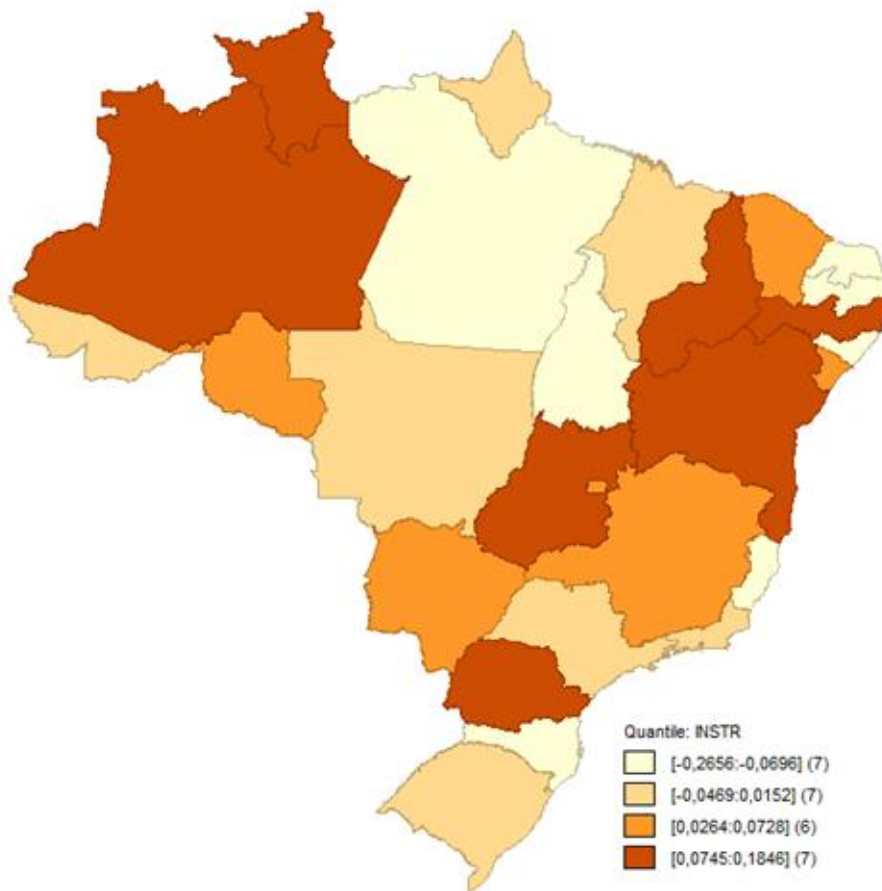 Quantile: INSTR
[-0,2656:-0,0696] (7)
[-0,0469:0,0152] (7)
[0,0264:0,0728] (6)
[0,0745:0,1846] (7)